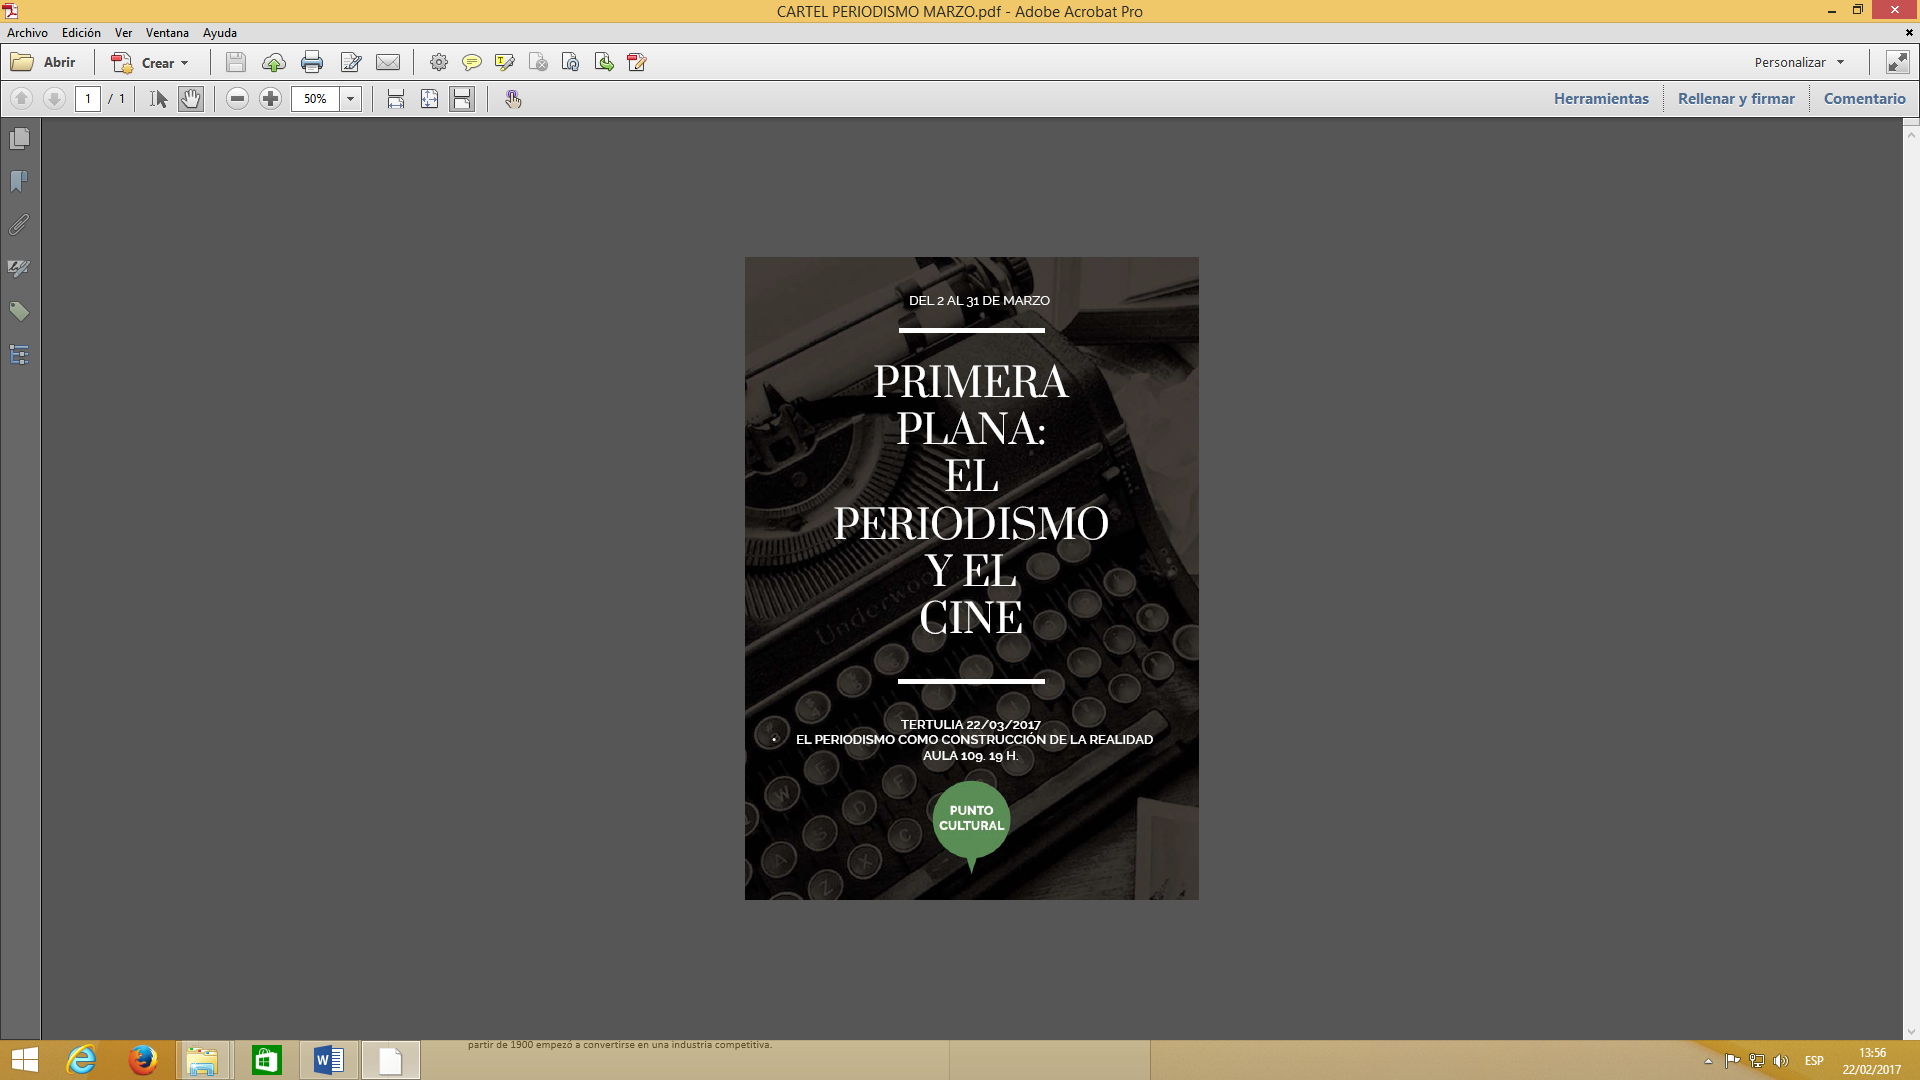 CARTEL PERIODISMO MARZO.pdf - Adobe Acrobat Pro
Archivo Edición Ver Ventana Ayuda
Abrir Crear Personalizar
1 / 1 50% Herramientas Rellenar y firmar Comentario
DEL 2 AL 31 DE MARZO
PRIMERA
PLANA:
EL
PERIODISMO
Y EL
CINE
Underwood
TERTULIA 22/03/2017
• EL PERIODISMO COMO CONSTRUCCIÓN DE LA REALIDAD
AULA 109. 19 H.
PUNTO
CULTURAL
partir de 1900 empezó a convertirse en una industria competitiva.
ESP
13:56
22/02/2017